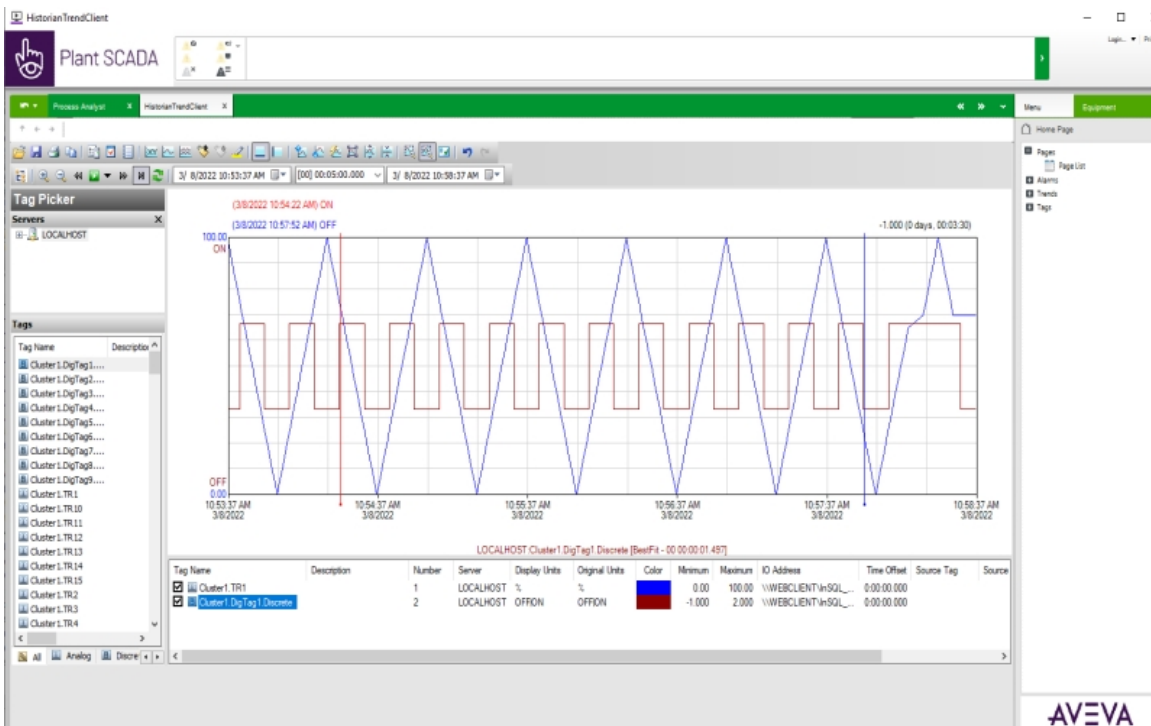 HistorianTrendClient
Plant SCADA
Login...
Process Analyst X HistorianTrendClient X
Menu Equipment
Home Page
Pages
Page List
Alarms
Trends
Tags
3/ 8/2022 10:53:37 AM [00] 00:05:00.000 3/ 8/2022 10:58:37 AM
Tag Picker
Servers X
LOCALHOST
Tags
Tag Name Description
Cluster1.DigTag1....
Cluster1.DigTag2....
Cluster1.DigTag3....
Cluster1.DigTag4....
Cluster1.DigTag5....
Cluster1.DigTag6....
Cluster1.DigTag7....
Cluster1.DigTag8....
Cluster1.DigTag9....
Cluster1.TR1
Cluster1.TR10
Cluster1.TR11
Cluster1.TR12
Cluster1.TR13
Cluster1.TR14
Cluster1.TR15
Cluster1.TR2
Cluster1.TR3
Cluster1.TR4
All Analog Discre
(3/8/2022 10:54:22 AM) ON
(3/8/2022 10:57:52 AM) OFF
-1.000 (0 days, 00:03:30)
100.00
ON
OFF
0.00
10:53:37 AM 10:54:37 AM 10:55:37 AM 10:56:37 AM 10:57:37 AM 10:58:37 AM
3/8/2022 3/8/2022 3/8/2022 3/8/2022 3/8/2022 3/8/2022
LOCALHOST:Cluster1.DigTag1.Discrete [BestFit - 00 00:00:01.497]
Tag Name Description Number Server Display Units Original Units Color Minimum Maximum IO Address Time Offset Source Tag Source
Cluster1.TR1 1 LOCALHOST % % 0.00 100.00 \\WEBCLIENT\InSQL_... 0:00:00.000
Cluster1.DigTag1.Discrete 2 LOCALHOST OFFION OFFION -1.000 2.000 \\WEBCLIENT\InSQL_... 0:00:00.000
AVEVA